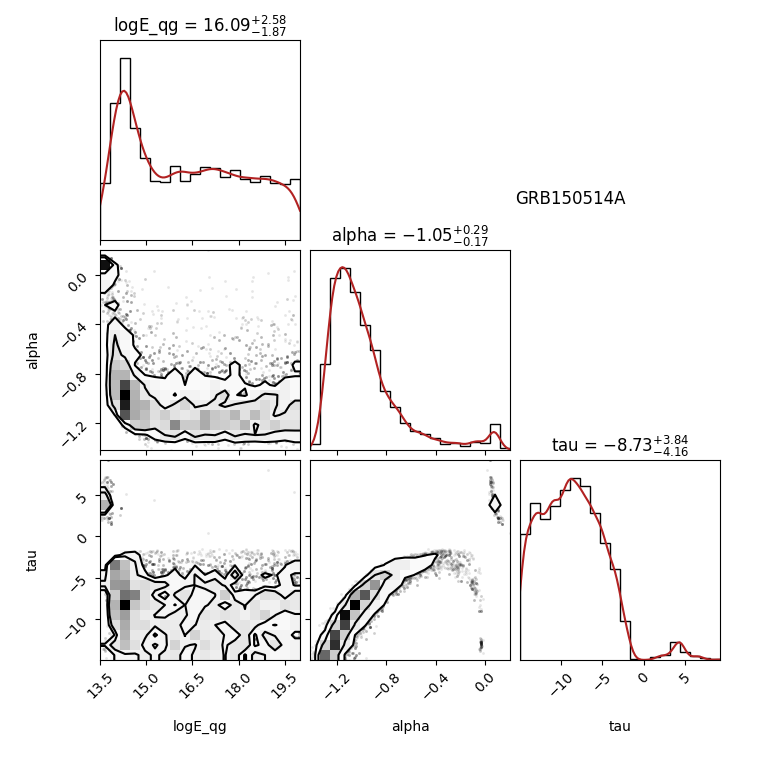 logE_qg = 16.09+2.58−1.87
GRB150514A
alpha = −1.05+0.29−0.17
0.0
−0.4
−0.8
−1.2
alpha
tau = −8.73+3.84−4.16
5
0
−5
−10
tau
13.5 15.0 16.5 18.0 19.5 −1.2 −0.8 −0.4 0.0 −10 −5 0 5
logE_qg alpha tau